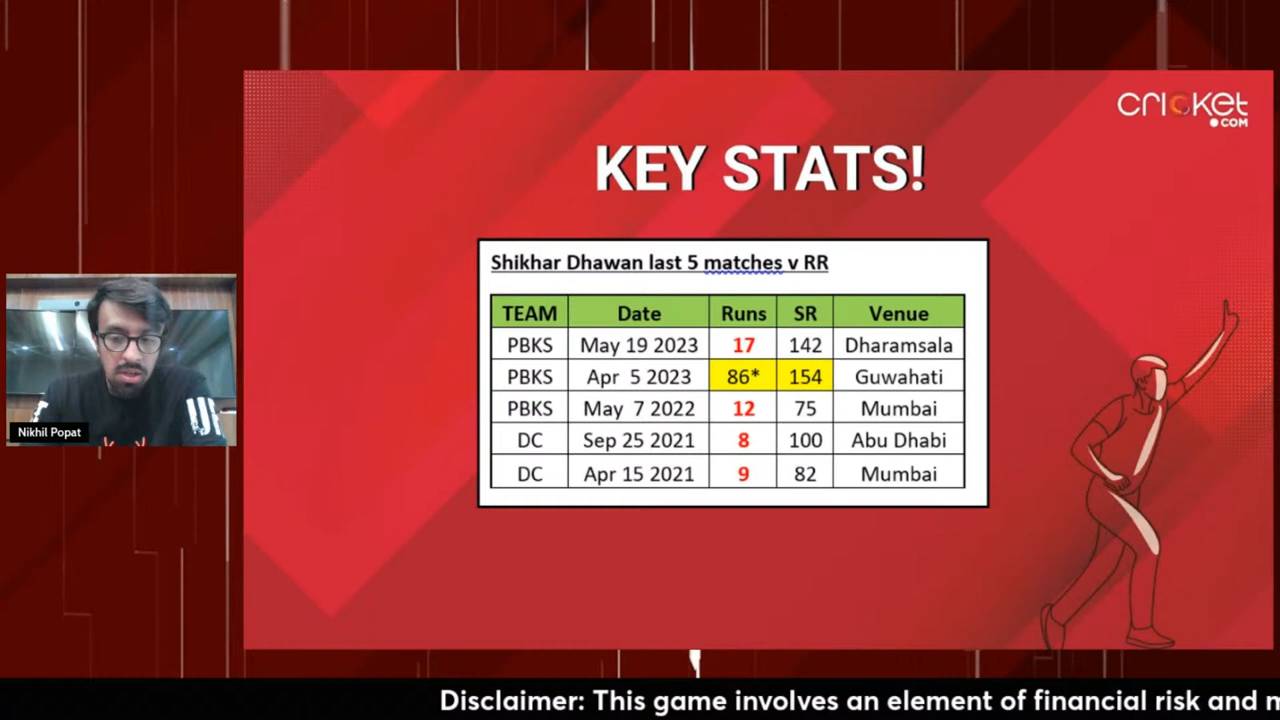 cricket
.COM
KEY STATS!
Shikhar Dhawan last 5 matches v RR
TEAM Date Runs SR Venue
PBKS May 19 2023 17 142 Dharamsala
PBKS Apr 5 2023 86* 154 Guwahati
PBKS May 7 2022 12 75 Mumbai
DC Sep 25 2021 8 100 Abu Dhabi
DC Apr 15 2021 9 82 Mumbai
Nikhil Popat
Disclaimer: This game involves an element of financial risk and